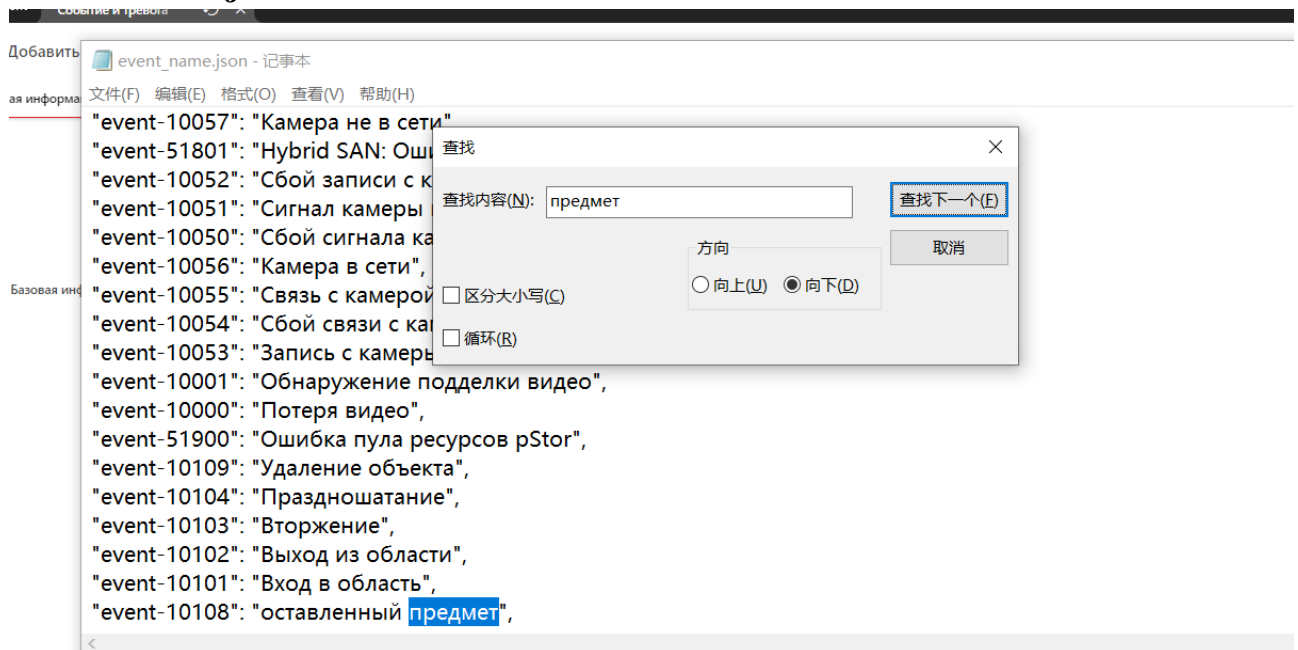 Событие и тревога
Добавить
event_name.json - 记事本
ая информа
文件(F) 编辑(E) 格式(O) 查看(V) 帮助(H)
"event-10057": "Камера не в сети"
"event-51801": "Hybrid SAN:
"event-10052": "Сбой записи с
"event-10051": "Сигнал камеры
"event-10050": "Сбой сигнала
"event-10056": "Камера в сети",
Базовая
"event-10055": "Связь с камерой
"event-10054": "Сбой связи с
"event-10053": "Запись с камеры
"event-10001": "Обнаружение подделки видео",
"event-10000": "Потеря видео",
"event-51900": "Ошибка пула ресурсов pStor",
"event-10109": "Удаление объекта",
"event-10104": "Праздношатание",
"event-10103": "Вторжение",
"event-10102": "Выход из области",
"event-10101": "Вход в область",
"event-10108": "оставленный предмет",
查找
查找内容(N): предмет
查找下一个(F)
取消
方向
向上(U) 向下(D)
区分大小写(C)
循环(R)